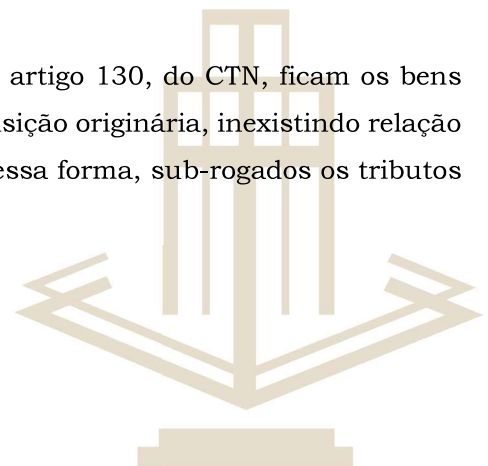 artigo 130, do CTN, ficam os bens
sição originária, inexistindo relação
essa forma, sub-rogados os tributos